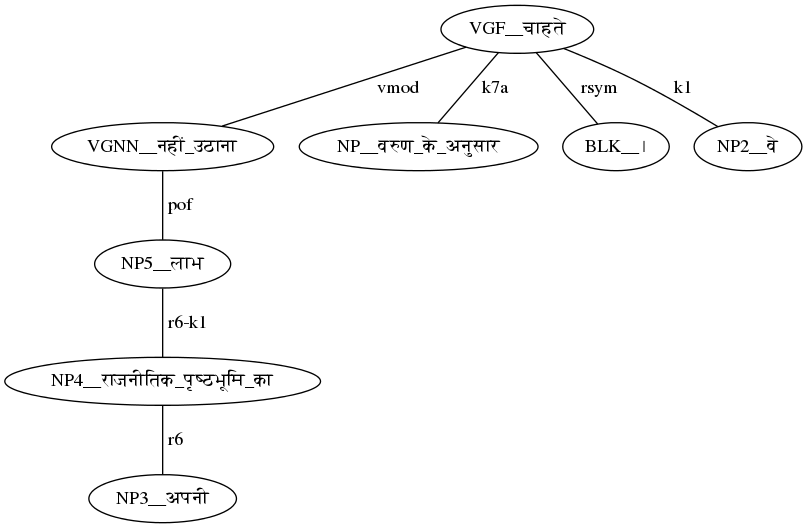 VGF__चाहते
vmod k7a rsym k1
VGNN__नहीं_उठाना NP__वरुण_के_अनुसार BLK__। NP2__वे
pof
NP5__लाभ
r6-k1
NP4__राजनीतिक_पृष्ठभूमि_का
r6
NP3__अपनी